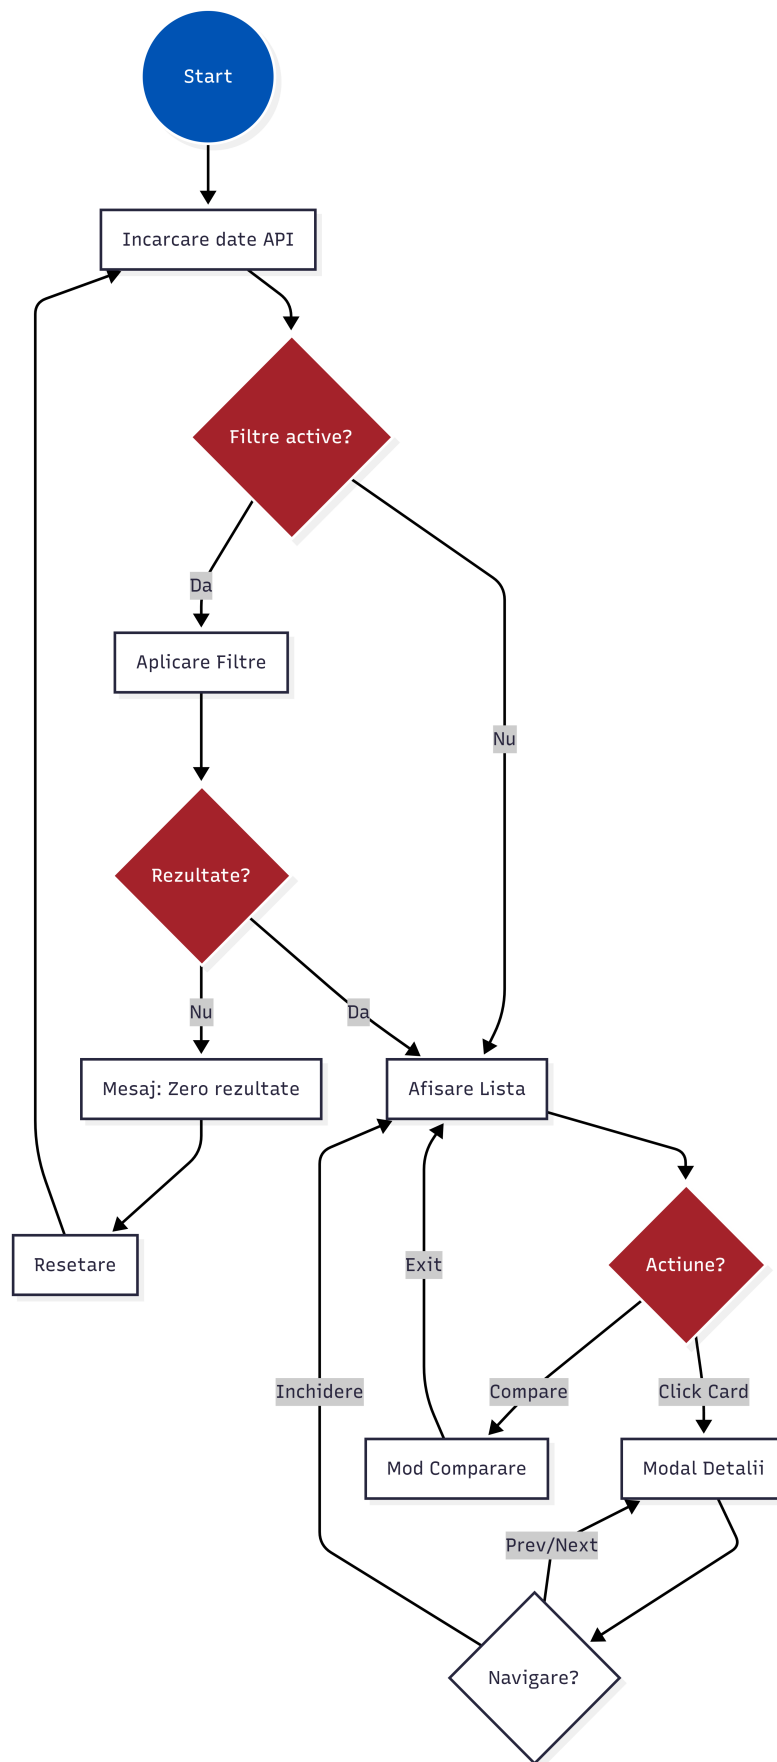 Start
Incarcare date API
Filtre active?
Da
Aplicare Filtre
Nu
Rezultate?
Nu
Da
Mesaj: Zero rezultate
Afisare Lista
Resetare
Exit
Actiune?
Inchidere
Compare
Click Card
Mod Comparare
Modal Detalii
Prev/Next
Navigare?